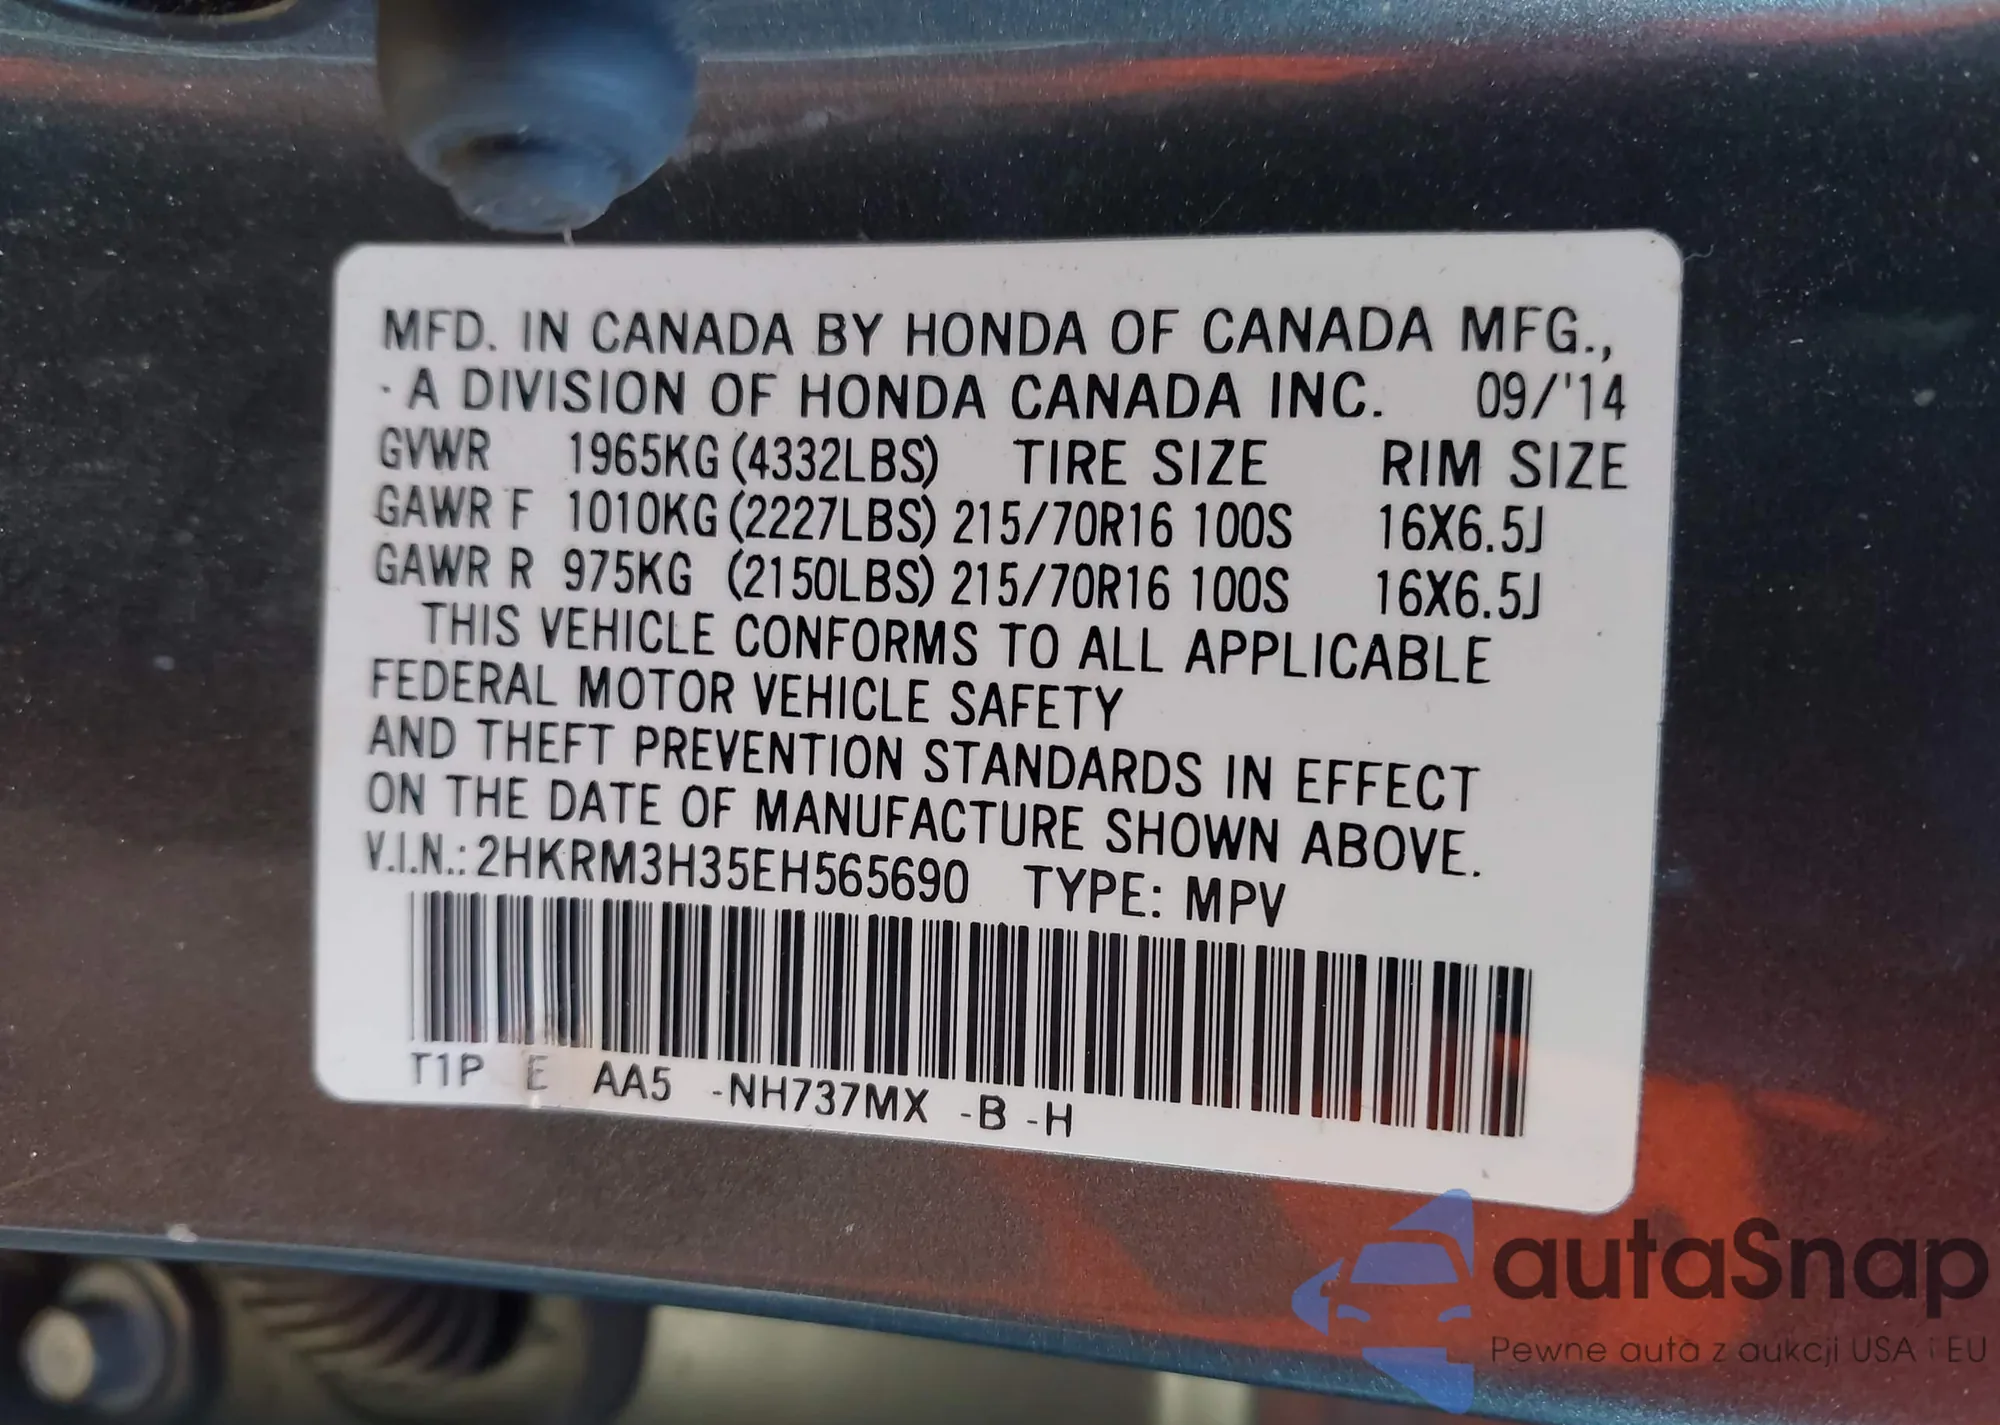 MFD. IN CANADA BY HONDA OF CANADA MFG.,
· A DIVISION OF HONDA CANADA INC. 09/'14
GVWR 1965KG (4332LBS) TIRE SIZE RIM SIZE
GAWR F 1010KG (2227LBS) 215/70R16 100S 16X6.5J
GAWR R 975KG (2150LBS) 215/70R16 100S 16X6.5J
THIS VEHICLE CONFORMS TO ALL APPLICABLE
FEDERAL MOTOR VEHICLE SAFETY
AND THEFT PREVENTION STANDARDS IN EFFECT
ON THE DATE OF MANUFACTURE SHOWN ABOVE.
V.I.N.: 2HKRM3H35EH565690 TYPE: MPV
T1P E AA5 -NH737MX -B -H
autaSnap
Pewne auta z aukcji USA i EU